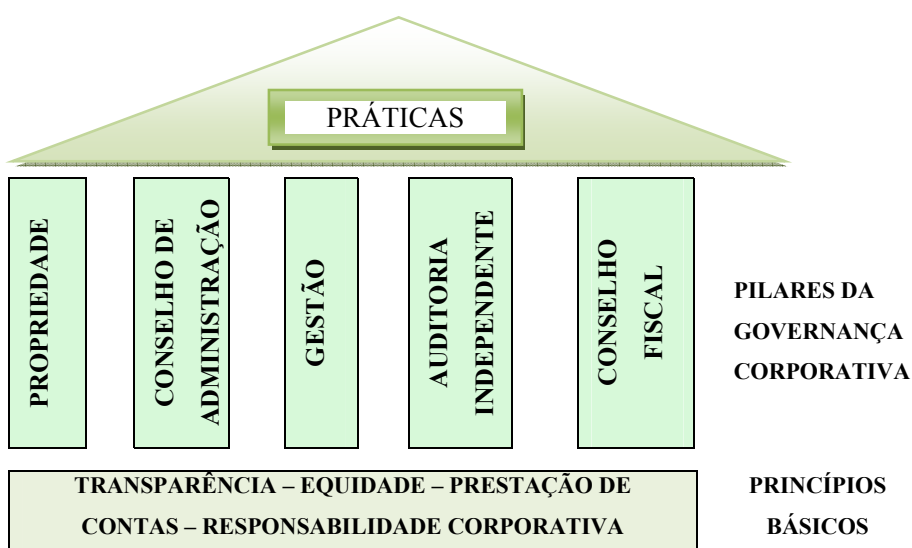 PRÁTICAS
PROPRIEDADE
CONSELHO DE
ADMINISTRAÇÃO
GESTÃO
AUDITORIA
INDEPENDENTE
CONSELHO
FISCAL
PILARES DA
GOVERNANÇA
CORPORATIVA
TRANSPARÊNCIA – EQUIDADE – PRESTAÇÃO DE
CONTAS – RESPONSABILIDADE CORPORATIVA
PRINCÍPIOS
BÁSICOS